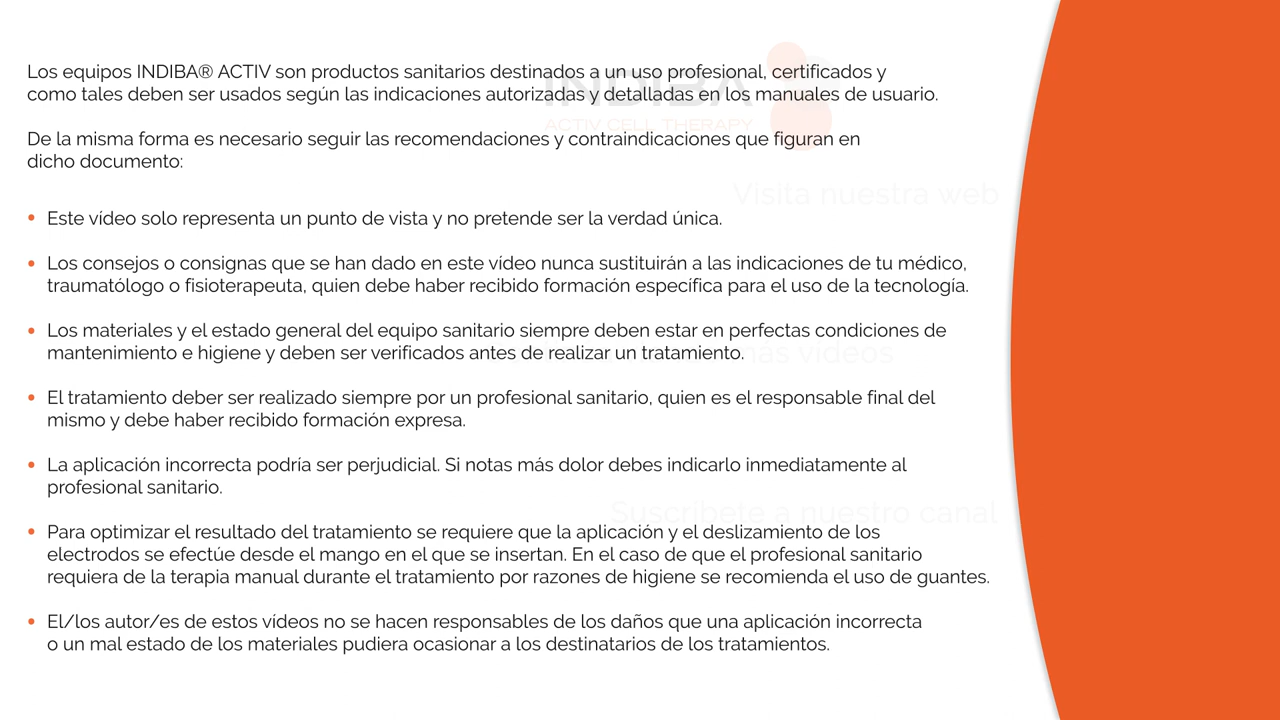 Los equipos INDIBA® ACTIV son productos sanitarios destinados a un uso profesional, certificados y
como tales deben ser usados según las indicaciones autorizadas y detalladas en los manuales de usuario.
INDIBA
ACTIV CELL THERAPY
De la misma forma es necesario seguir las recomendaciones y contraindicaciones que figuran en
dicho documento:
Visita nuestra web
• Este vídeo solo representa un punto de vista y no pretende ser la verdad única.
• Los consejos o consignas que se han dado en este vídeo nunca sustituirán a las indicaciones de tu médico,
traumatólogo o fisioterapeuta, quien debe haber recibido formación específica para el uso de la tecnología.
• Los materiales y el estado general del equipo sanitario siempre deben estar en perfectas condiciones de
mantenimiento e higiene y deben ser verificados antes de realizar un tratamiento.
más vídeos
• El tratamiento deber ser realizado siempre por un profesional sanitario, quien es el responsable final del
mismo y debe haber recibido formación expresa.
• La aplicación incorrecta podría ser perjudicial. Si notas más dolor debes indicarlo inmediatamente al
profesional sanitario.
Suscríbete a nuestro canal
• Para optimizar el resultado del tratamiento se requiere que la aplicación y el deslizamiento de los
electrodos se efectúe desde el mango en el que se insertan. En el caso de que el profesional sanitario
requiera de la terapia manual durante el tratamiento por razones de higiene se recomienda el uso de guantes.
• El/los autor/es de estos vídeos no se hacen responsables de los daños que una aplicación incorrecta
o un mal estado de los materiales pudiera ocasionar a los destinatarios de los tratamientos.